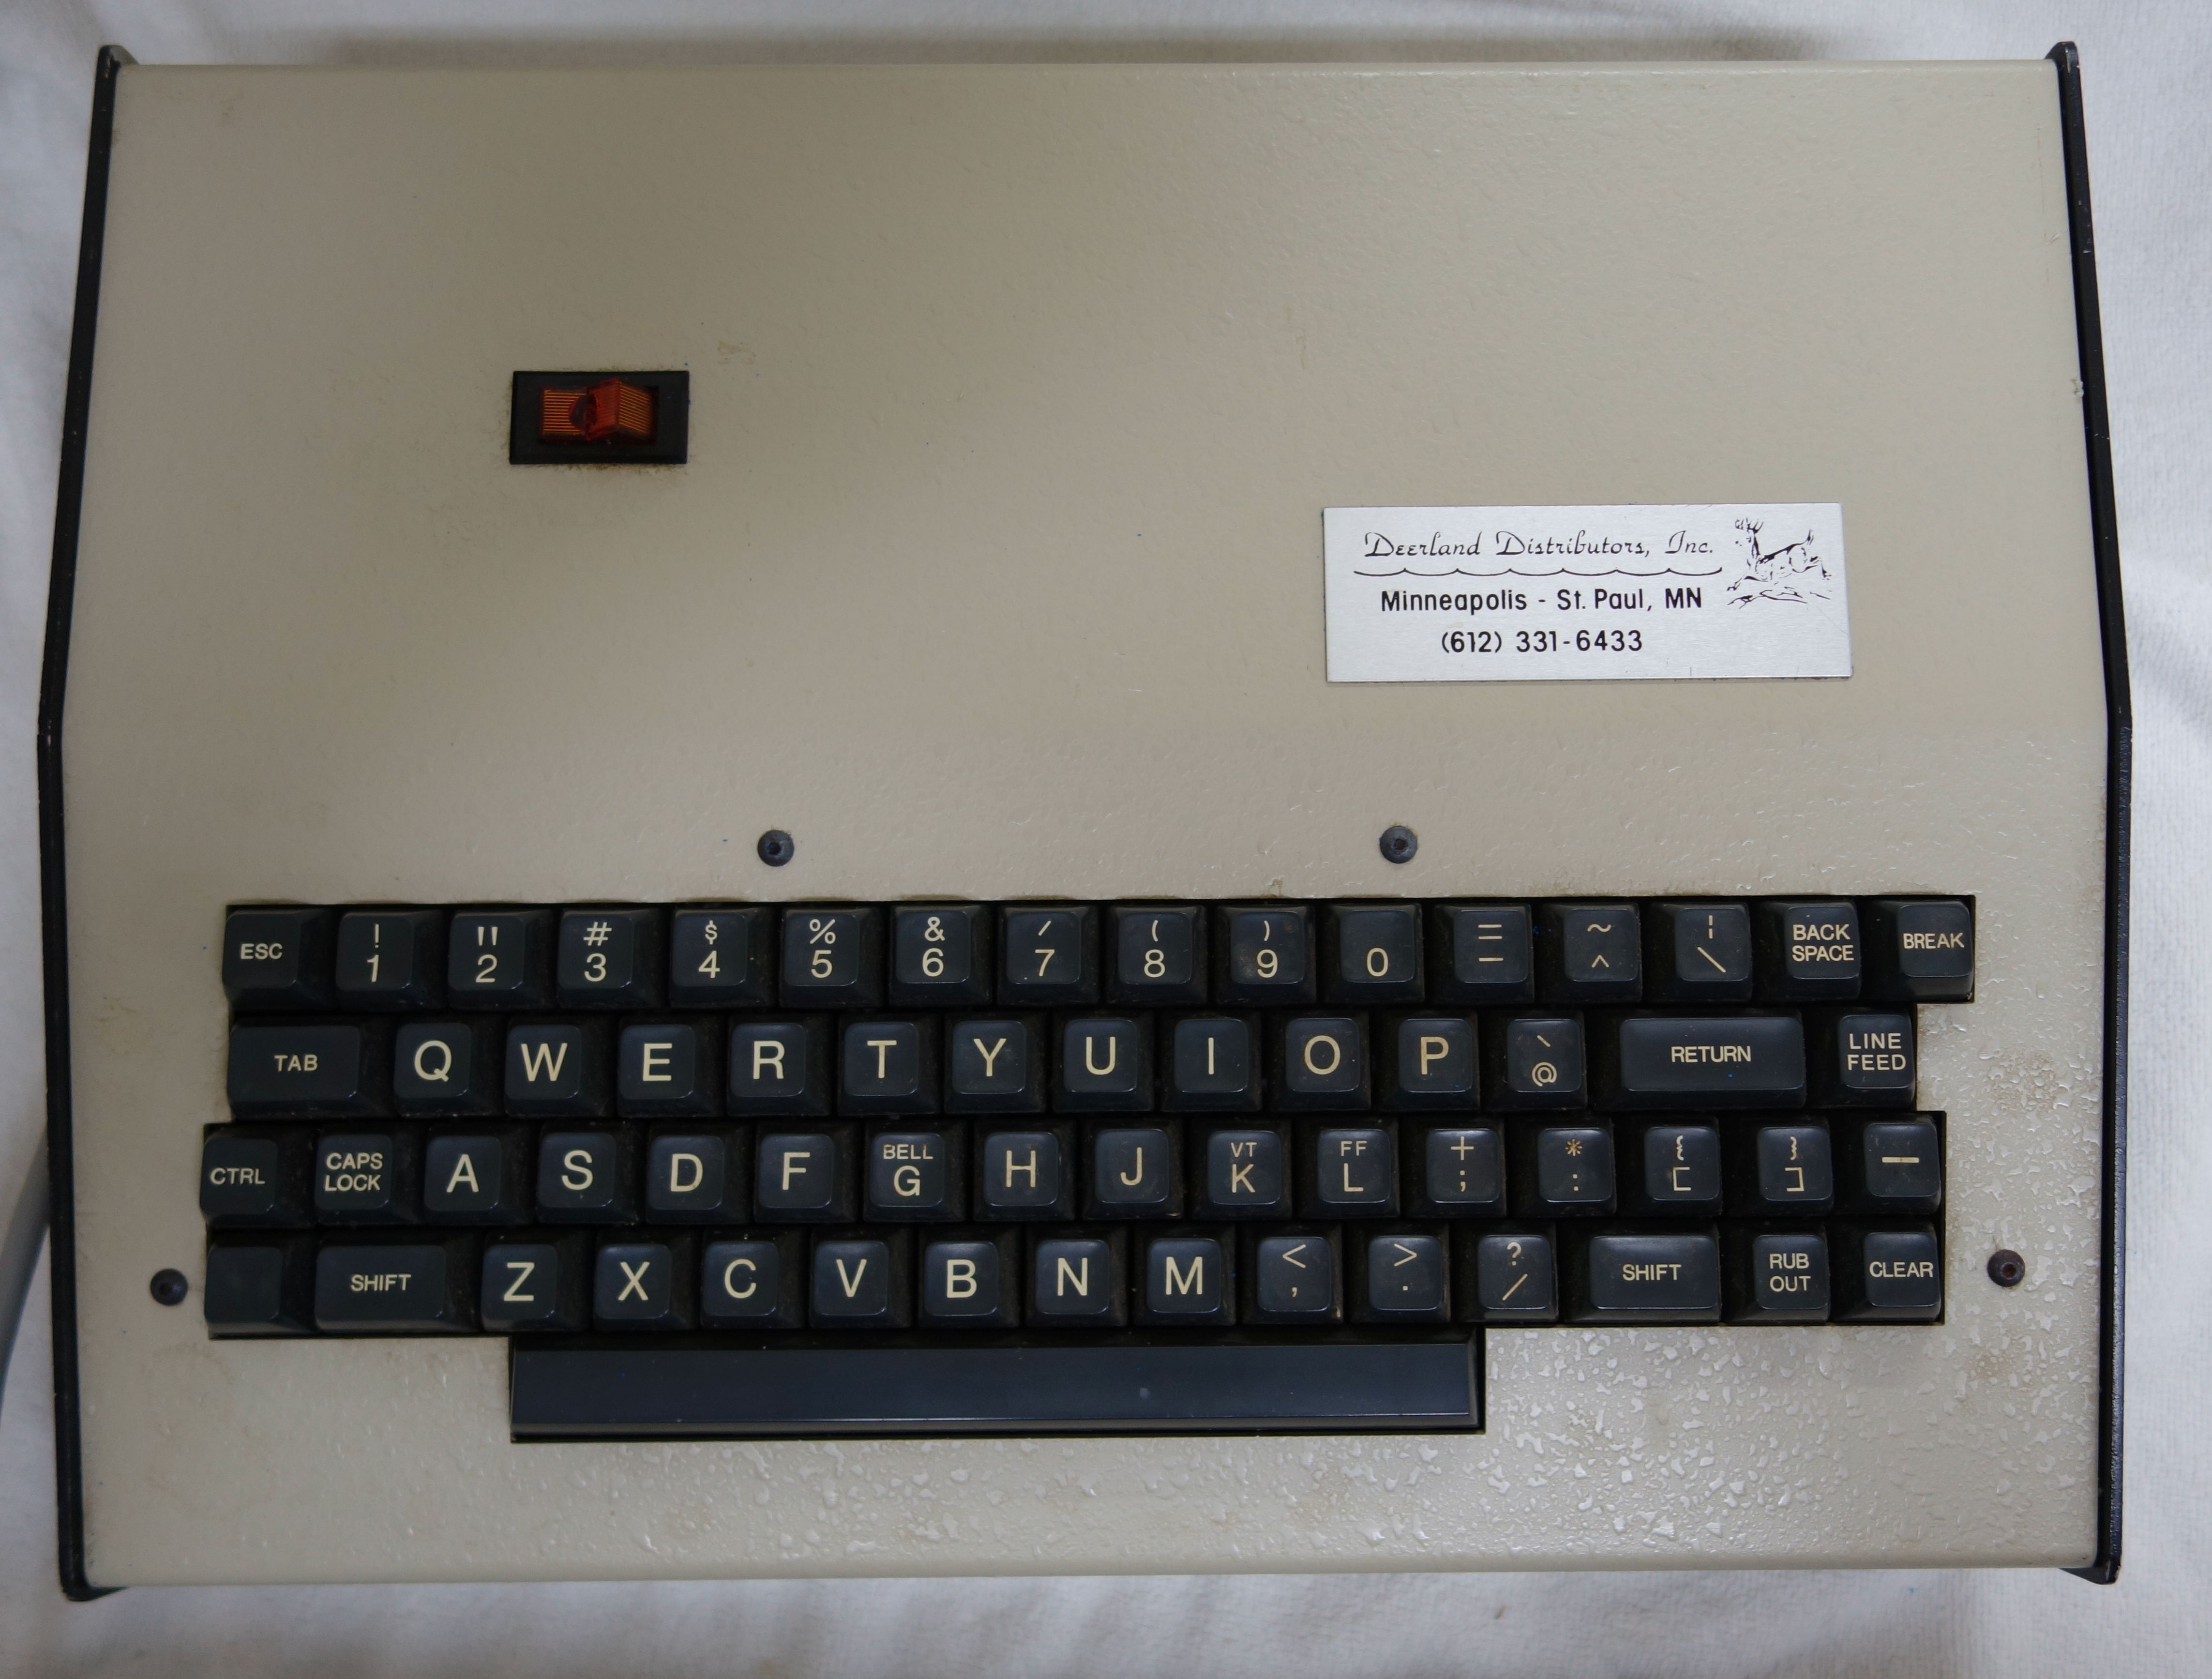 Deerland Distributors, Inc.
Minneapolis - St. Paul, MN
(612) 331-6433
ESC ! 1 " 2 # 3 $ 4 % 5 & 6 ' 7 ( 8 ) 9 0 = - ~ ^ ¦ \ BACK SPACE BREAK
TAB Q W E R T Y U I O P ` @ RETURN LINE FEED
CTRL CAPS LOCK A S D F BELL G H J VT K FF L + ; * : { [ } ] —
SHIFT Z X C V B N M < , > . ? / SHIFT RUB OUT CLEAR